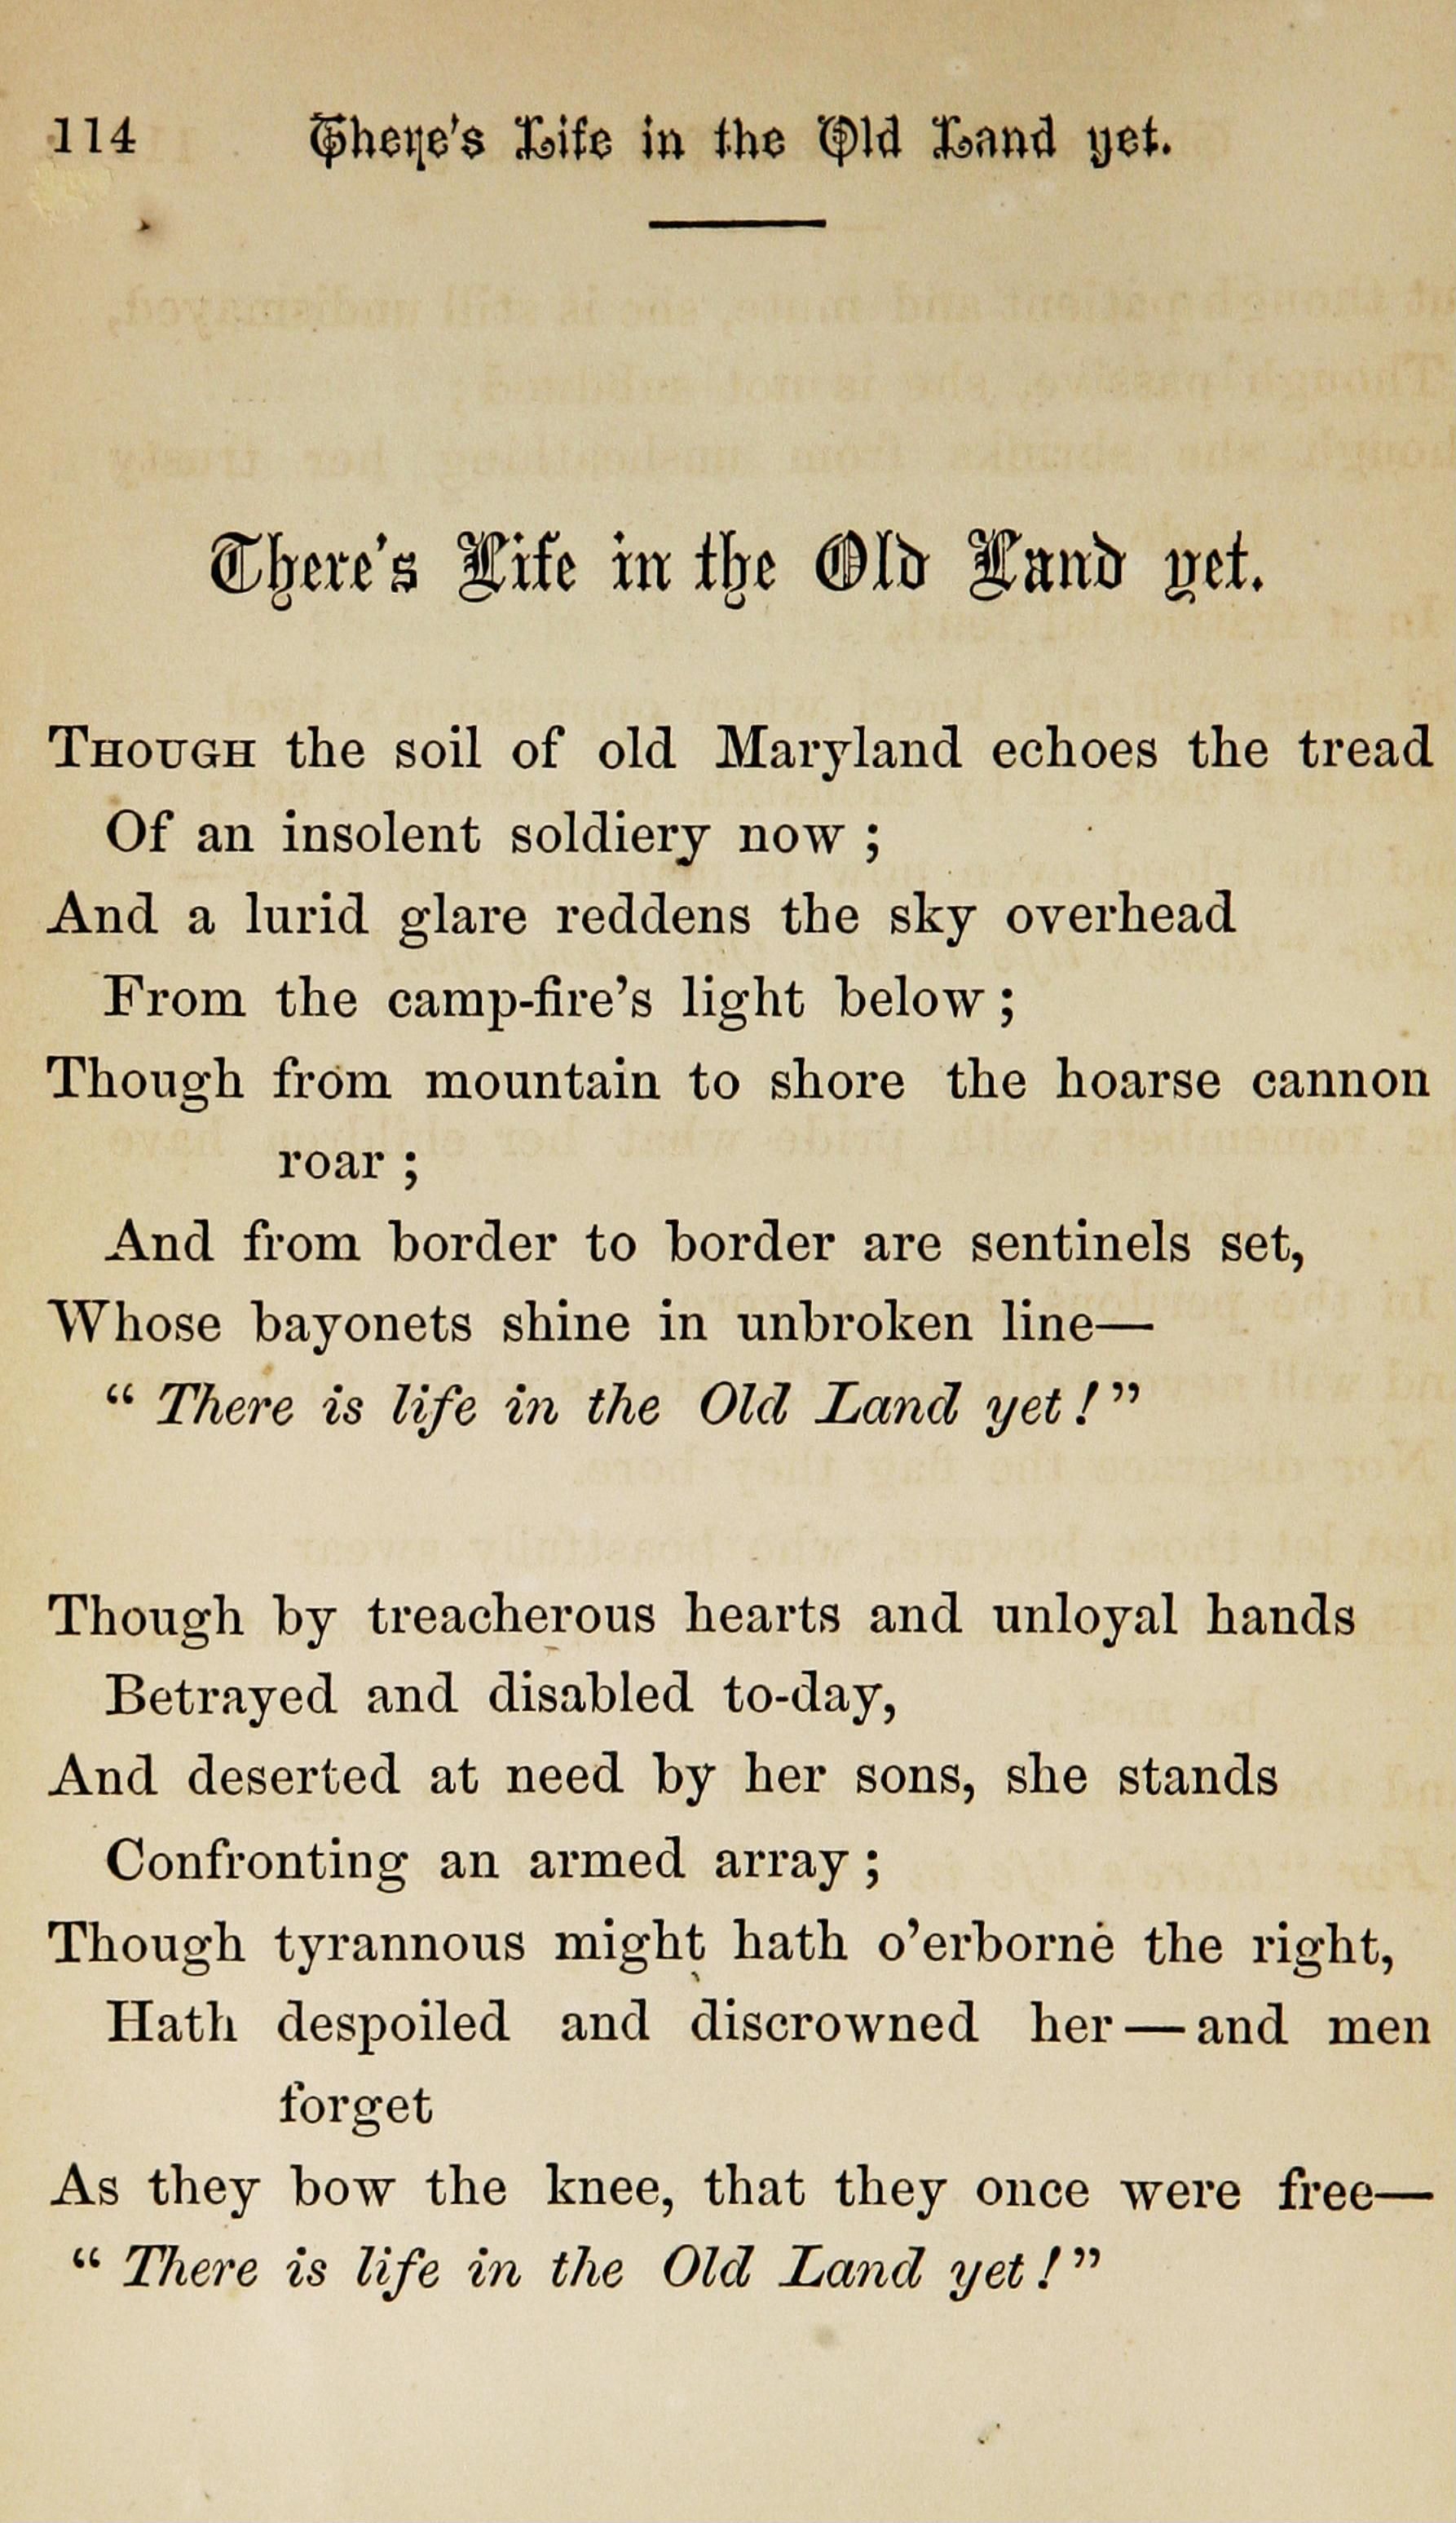 114 There's Life in the Old Land yet.
There's Life in the Old Land yet.
THOUGH the soil of old Maryland echoes the tread
Of an insolent soldiery now ;
And a lurid glare reddens the sky overhead
From the camp-fire's light below ;
Though from mountain to shore the hoarse cannon
roar ;
And from border to border are sentinels set,
Whose bayonets shine in unbroken line—
“ There is life in the Old Land yet ! ”
Though by treacherous hearts and unloyal hands
Betrayed and disabled to-day,
And deserted at need by her sons, she stands
Confronting an armed array ;
Though tyrannous might hath o'erborne the right,
Hath despoiled and discrowned her — and men
forget
As they bow the knee, that they once were free—
“ There is life in the Old Land yet ! ”